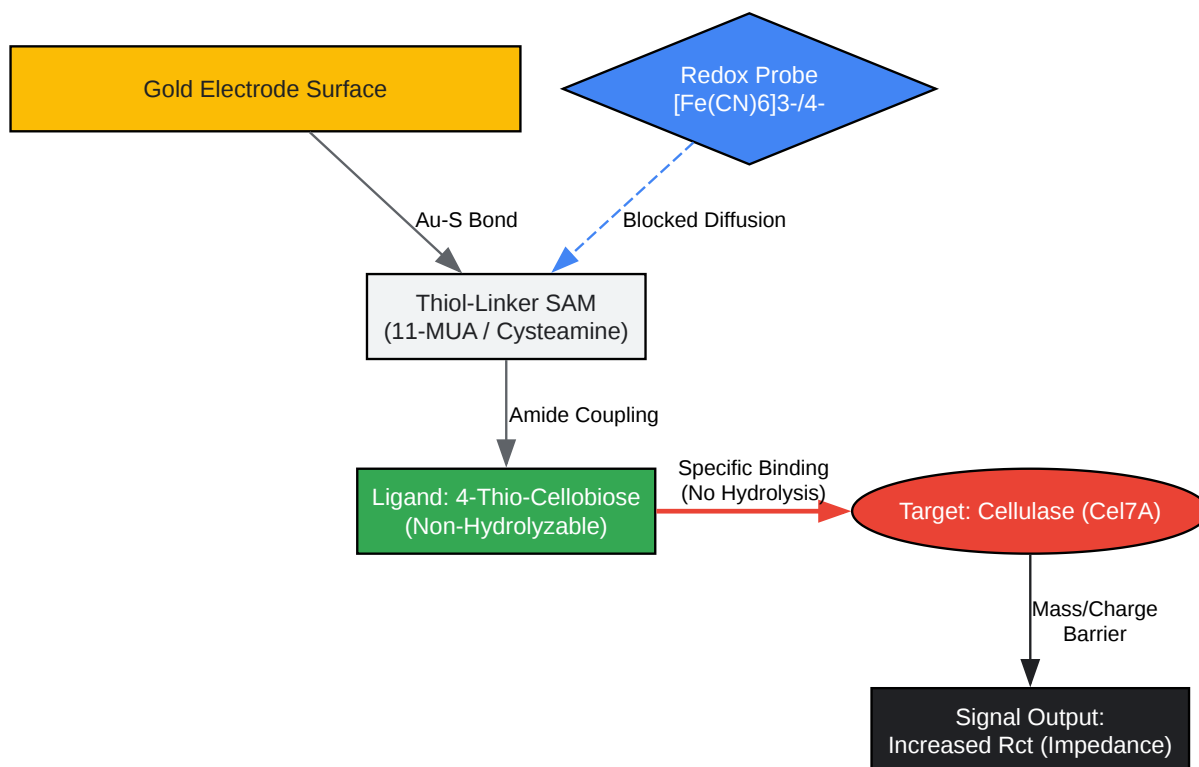 Gold Electrode Surface
Redox Probe
[Fe(CN)6]3-/4-
Au-S Bond
Blocked Diffusion
Thiol-Linker SAM
(11-MUA / Cysteamine)
Amide Coupling
Ligand: 4-Thio-Cellobiose
(Non-Hydrolyzable)
Specific Binding
(No Hydrolysis)
Target: Cellulase (Cel7A)
Mass/Charge
Barrier
Signal Output:
Increased Rct (Impedance)